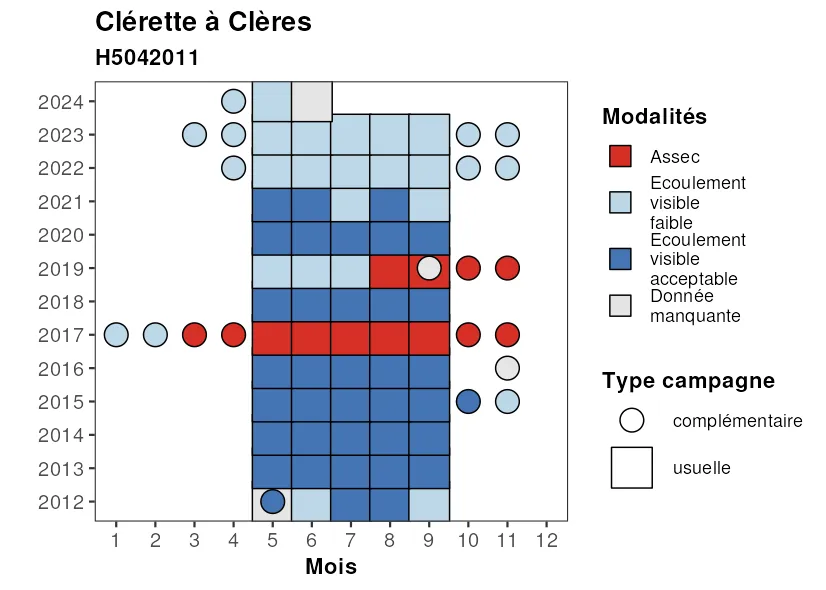 Clérette à Clères
H5042011
2024
2023
2022
2021
2020
2019
2018
2017
2016
2015
2014
2013
2012
1 2 3 4 5 6 7 8 9 10 11 12
Mois
Modalités
Assec
Ecoulement
visible
faible
Ecoulement
visible
acceptable
Donnée
manquante
Type campagne
complémentaire
usuelle